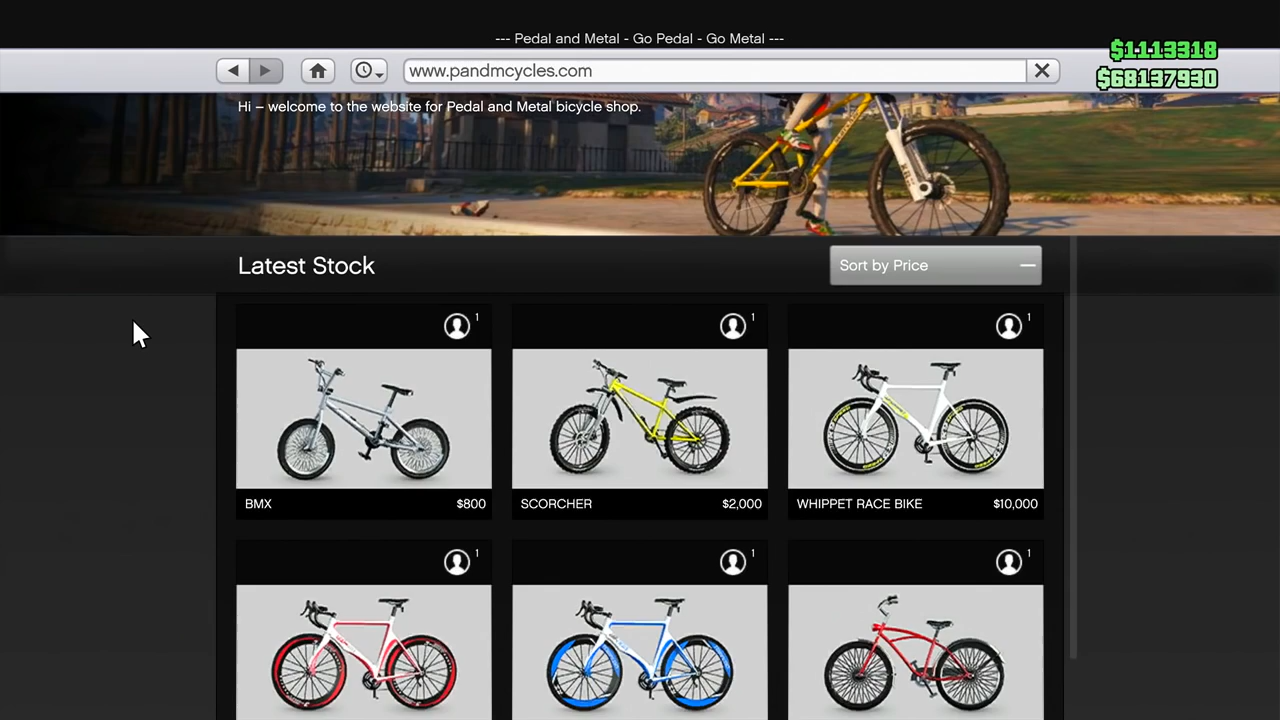 --- Pedal and Metal - Go Pedal - Go Metal ---
$1113318
www.pandmcycles.com
$68137930
Hi – welcome to the website for Pedal and Metal bicycle shop.
Latest Stock
Sort by Price
1
1
1
BMX $800
SCORCHER $2,000
WHIPPET RACE BIKE $10,000
1
1
1